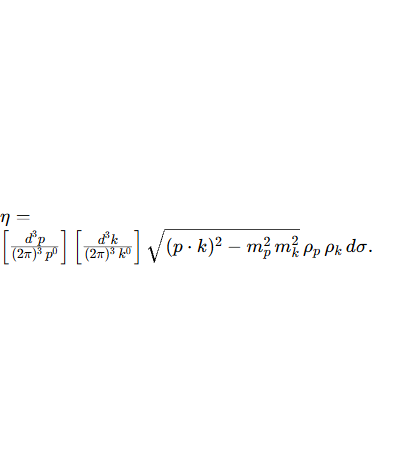 η =
[d³p/(2π)³ p⁰] [d³k/(2π)³ k⁰] √((p · k)² − m_p² m_k²) ρ_p ρ_k dσ.